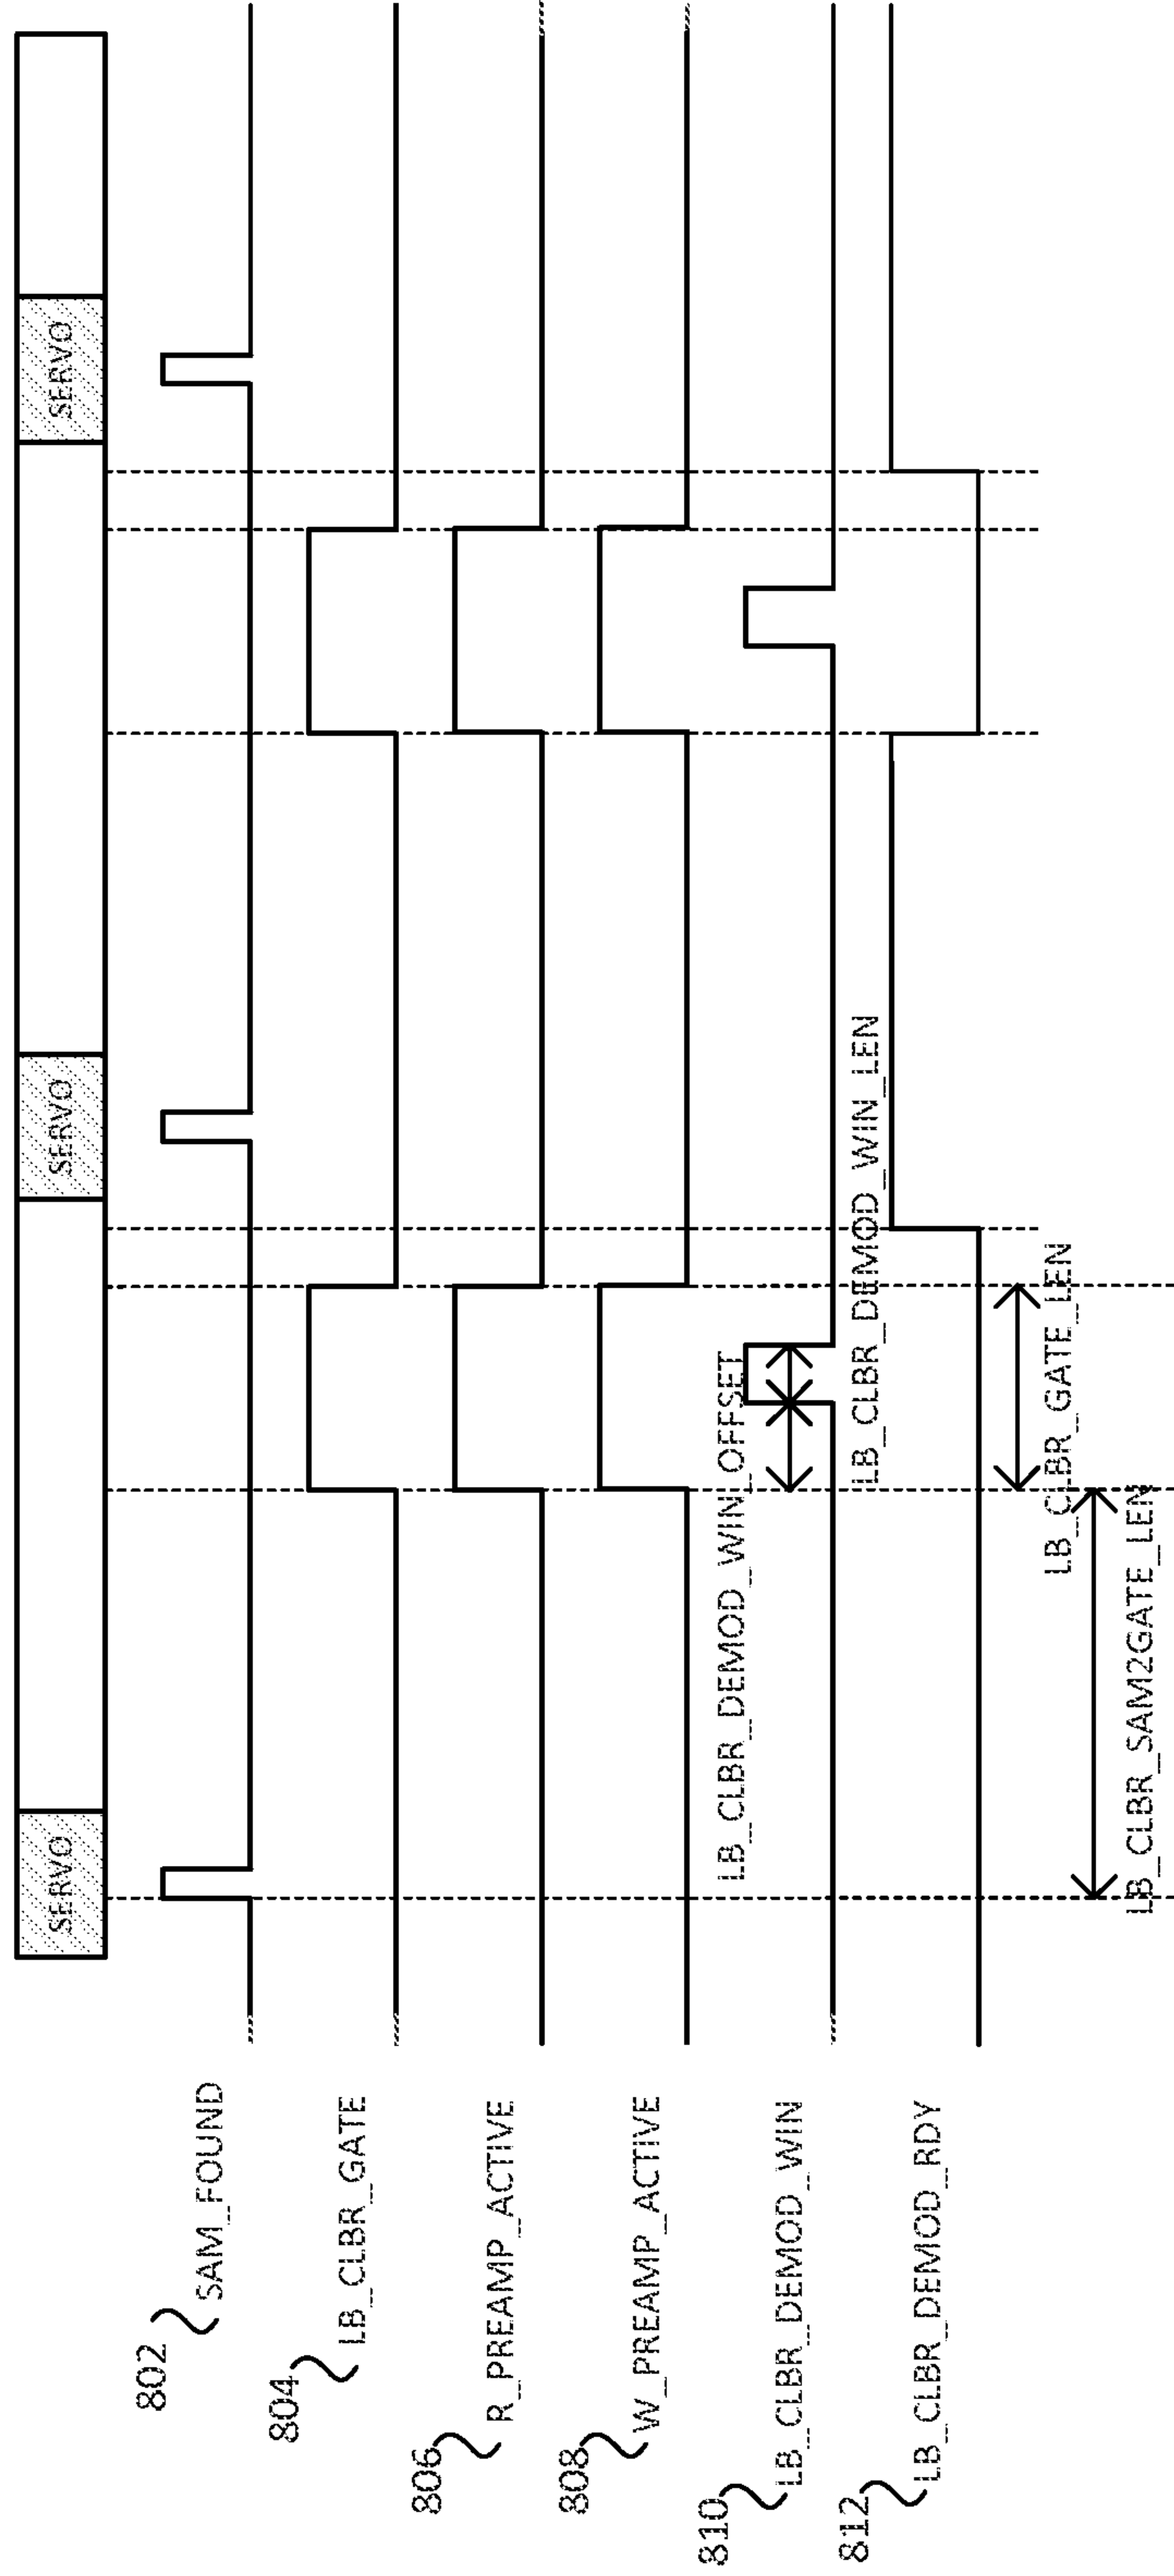 SERVO
SERVO
SERVO
802
SAM_FOUND
804
LB_CLBR_GATE
806
R_PREAMP_ACTIVE
808
W_PREAMP_ACTIVE
810
LB_CLBR_DEMOD_WIN
LB_CLBR_DEMOD_WIN_OFFSET
LB_CLBR_DEMOD_WIN_LEN
812
LB_CLBR_DEMOD_RDY
LB_CLBR_GATE_LEN
LB_CLBR_SAM2GATE_LEN